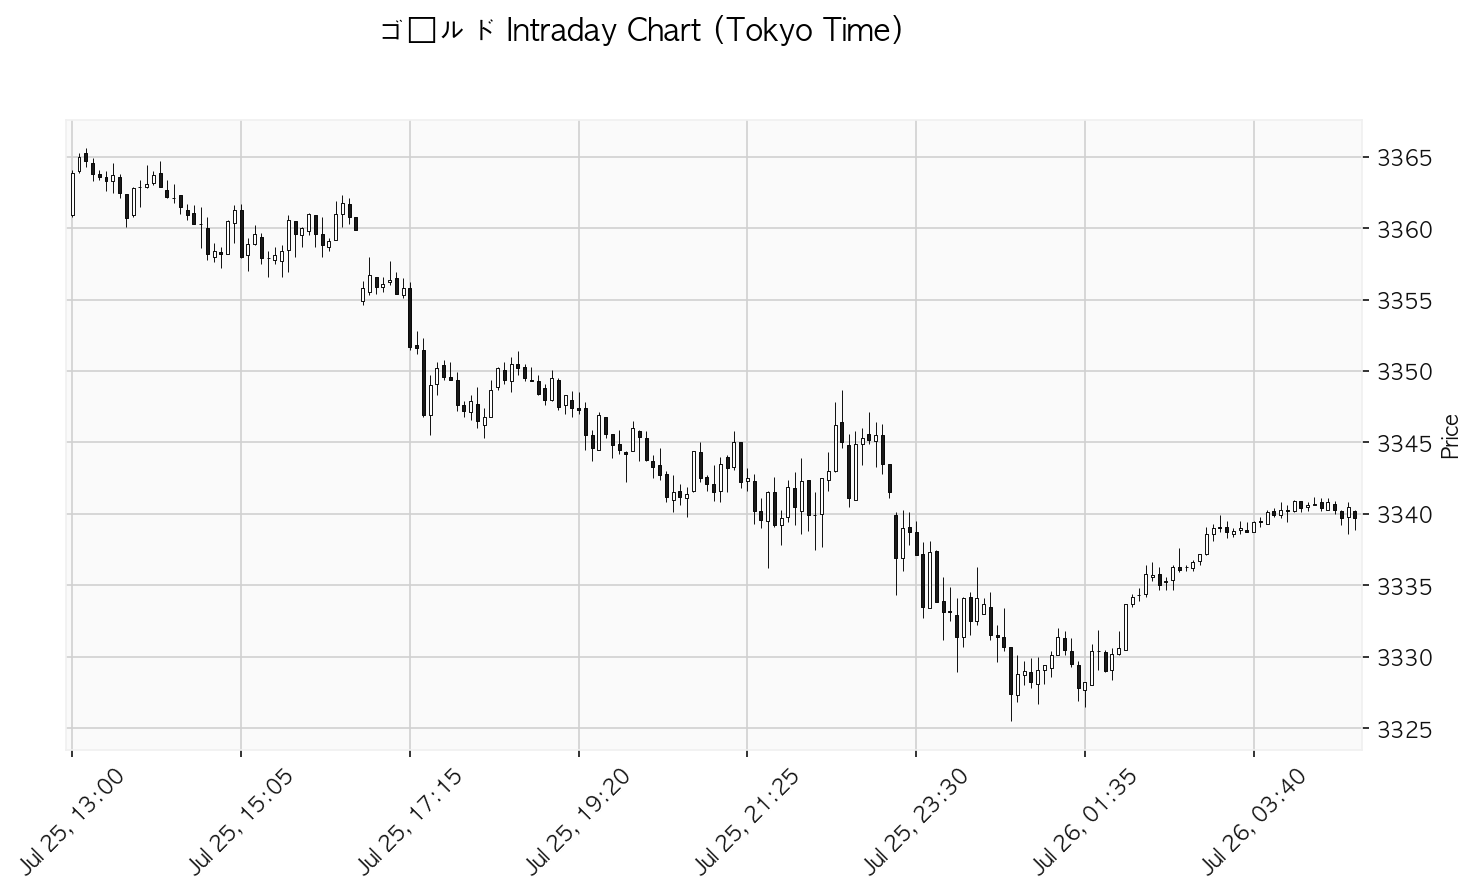 ゴ□ルド Intraday Chart (Tokyo Time)
3365
3360
3355
3350
3345
3340
3335
3330
3325
Price
Jul 25, 13:00
Jul 25, 15:05
Jul 25, 17:15
Jul 25, 19:20
Jul 25, 21:25
Jul 25, 23:30
Jul 26, 01:35
Jul 26, 03:40